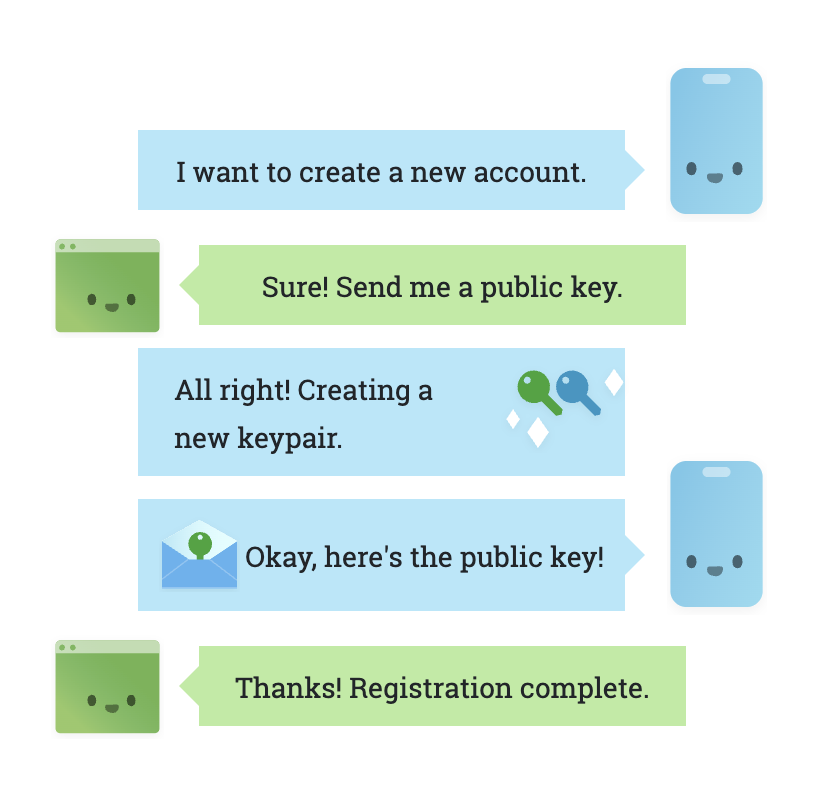 I want to create a new account.
Sure! Send me a public key.
All right! Creating a
new keypair.
Okay, here's the public key!
Thanks! Registration complete.